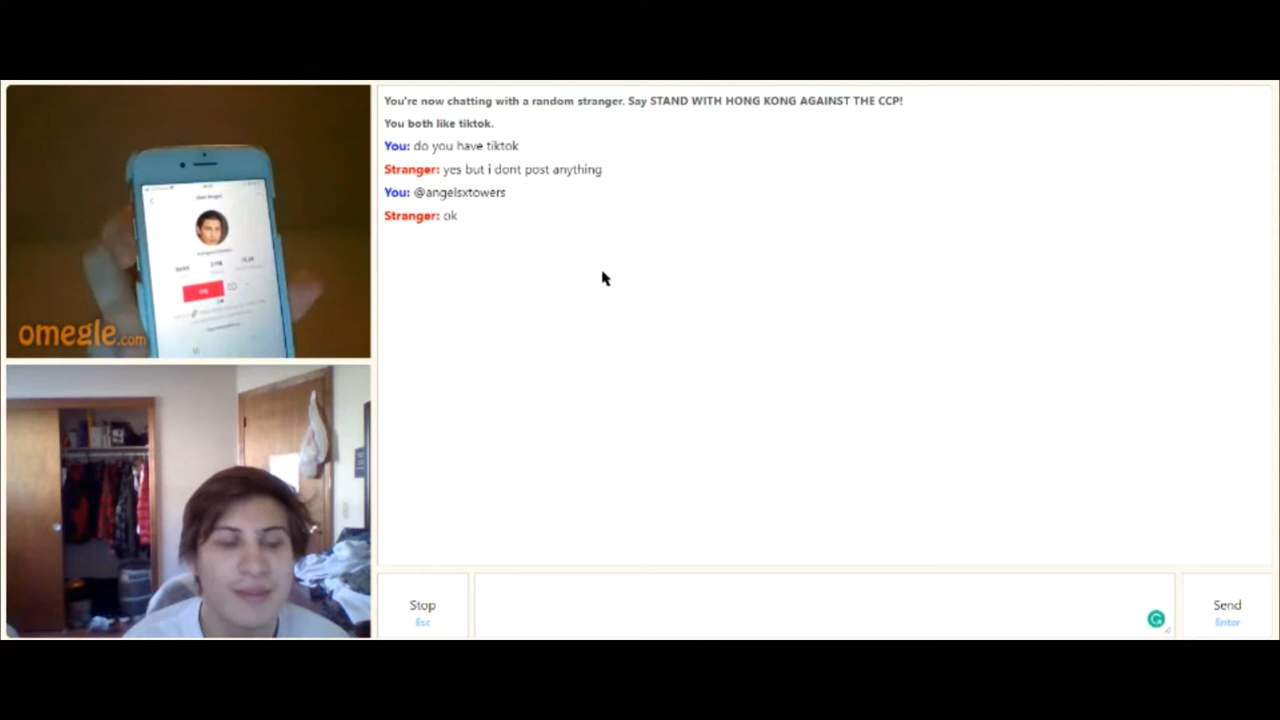 You're now chatting with a random stranger. Say STAND WITH HONG KONG AGAINST THE CCP!
You both like tiktok.
You: do you have tiktok
Stranger: yes but i dont post anything
You: @angelsxtowers
Stranger: ok
omegle.com
Stop
Esc
Send
Enter